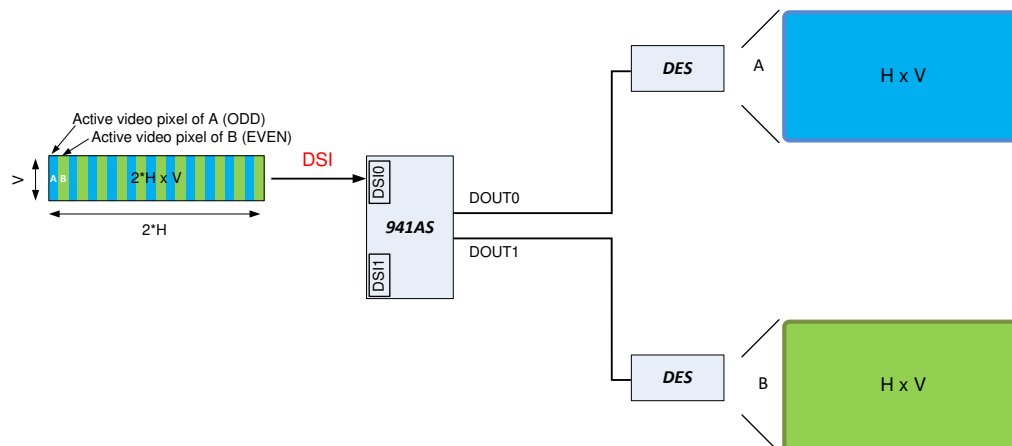 DES
A
H x V
Active video pixel of A (ODD)
Active video pixel of B (EVEN)
DSI
V
A B
2*H x V
2*H
DSI0
941AS
DSI1
DOUT0
DOUT1
DES
B
H x V